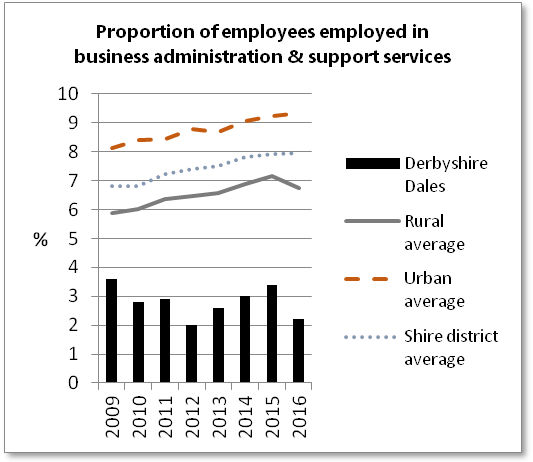 Proportion of employees employed in
business administration & support services
10
9
8
7
6
5
4
3
2
1
0
%
2009
2010
2011
2012
2013
2014
2015
2016
Derbyshire
Dales
Rural
average
Urban
average
Shire district
average